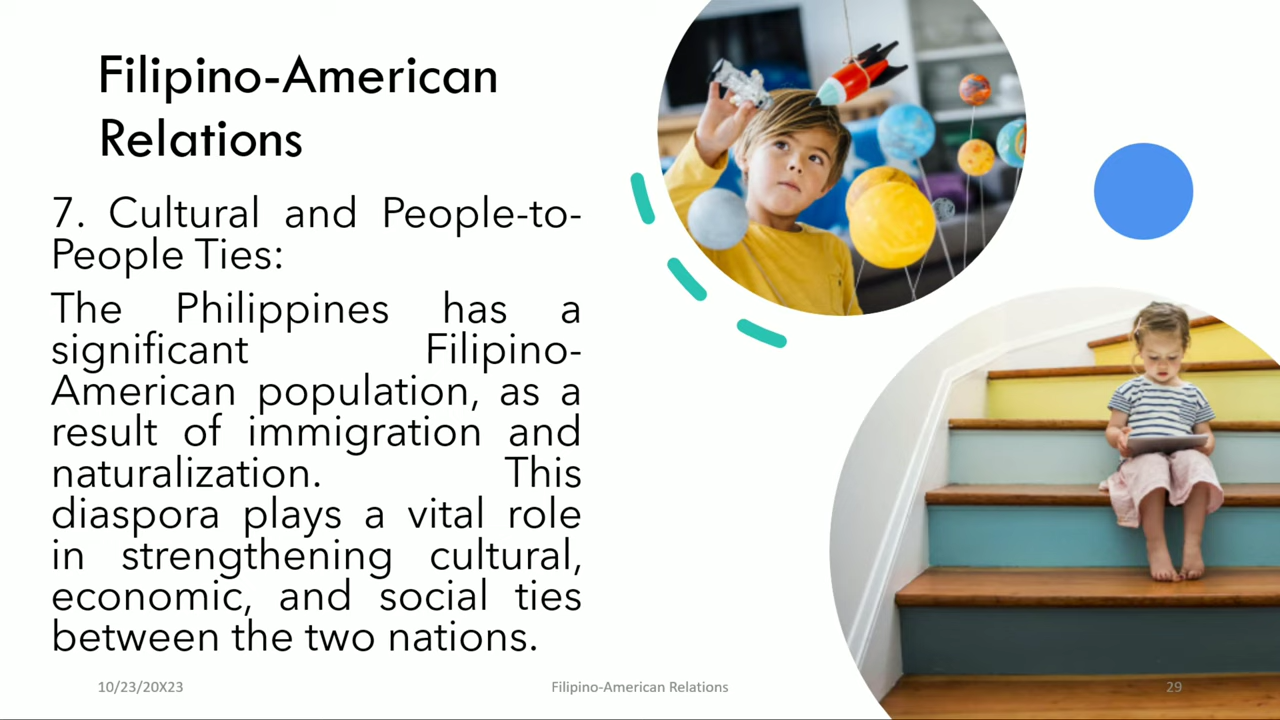 Filipino-American
Relations
7. Cultural and People-to-
People Ties:
The Philippines has a
significant Filipino-
American population, as a
result of immigration and
naturalization. This
diaspora plays a vital role
in strengthening cultural,
economic, and social ties
between the two nations.
10/23/20X23
Filipino-American Relations
29